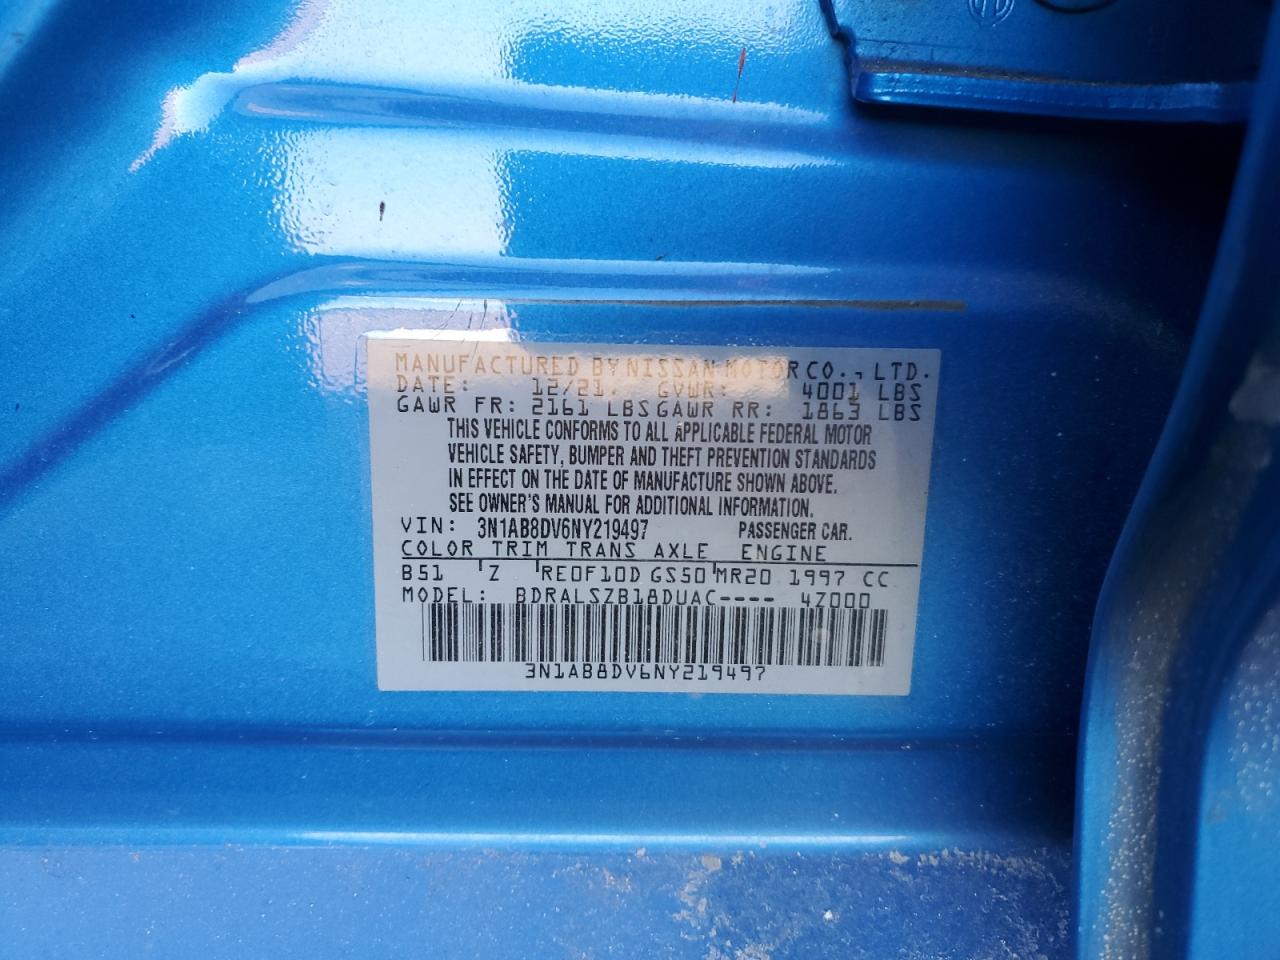 MANUFACTURED BY NISSAN MOTOR CO., LTD.
DATE: 12/21 GVWR: 4001 LBS
GAWR FR: 2161 LBS GAWR RR: 1863 LBS
THIS VEHICLE CONFORMS TO ALL APPLICABLE FEDERAL MOTOR
VEHICLE SAFETY, BUMPER AND THEFT PREVENTION STANDARDS
IN EFFECT ON THE DATE OF MANUFACTURE SHOWN ABOVE.
SEE OWNER'S MANUAL FOR ADDITIONAL INFORMATION.
VIN: 3N1AB8DV6NY219497 PASSENGER CAR.
COLOR TRIM TRANS AXLE ENGINE
B51 Z RE0F10D GS50 MR20 1997 CC
MODEL: BDRALSZB18DUAC---- 4Z000
3N1AB8DV6NY219497